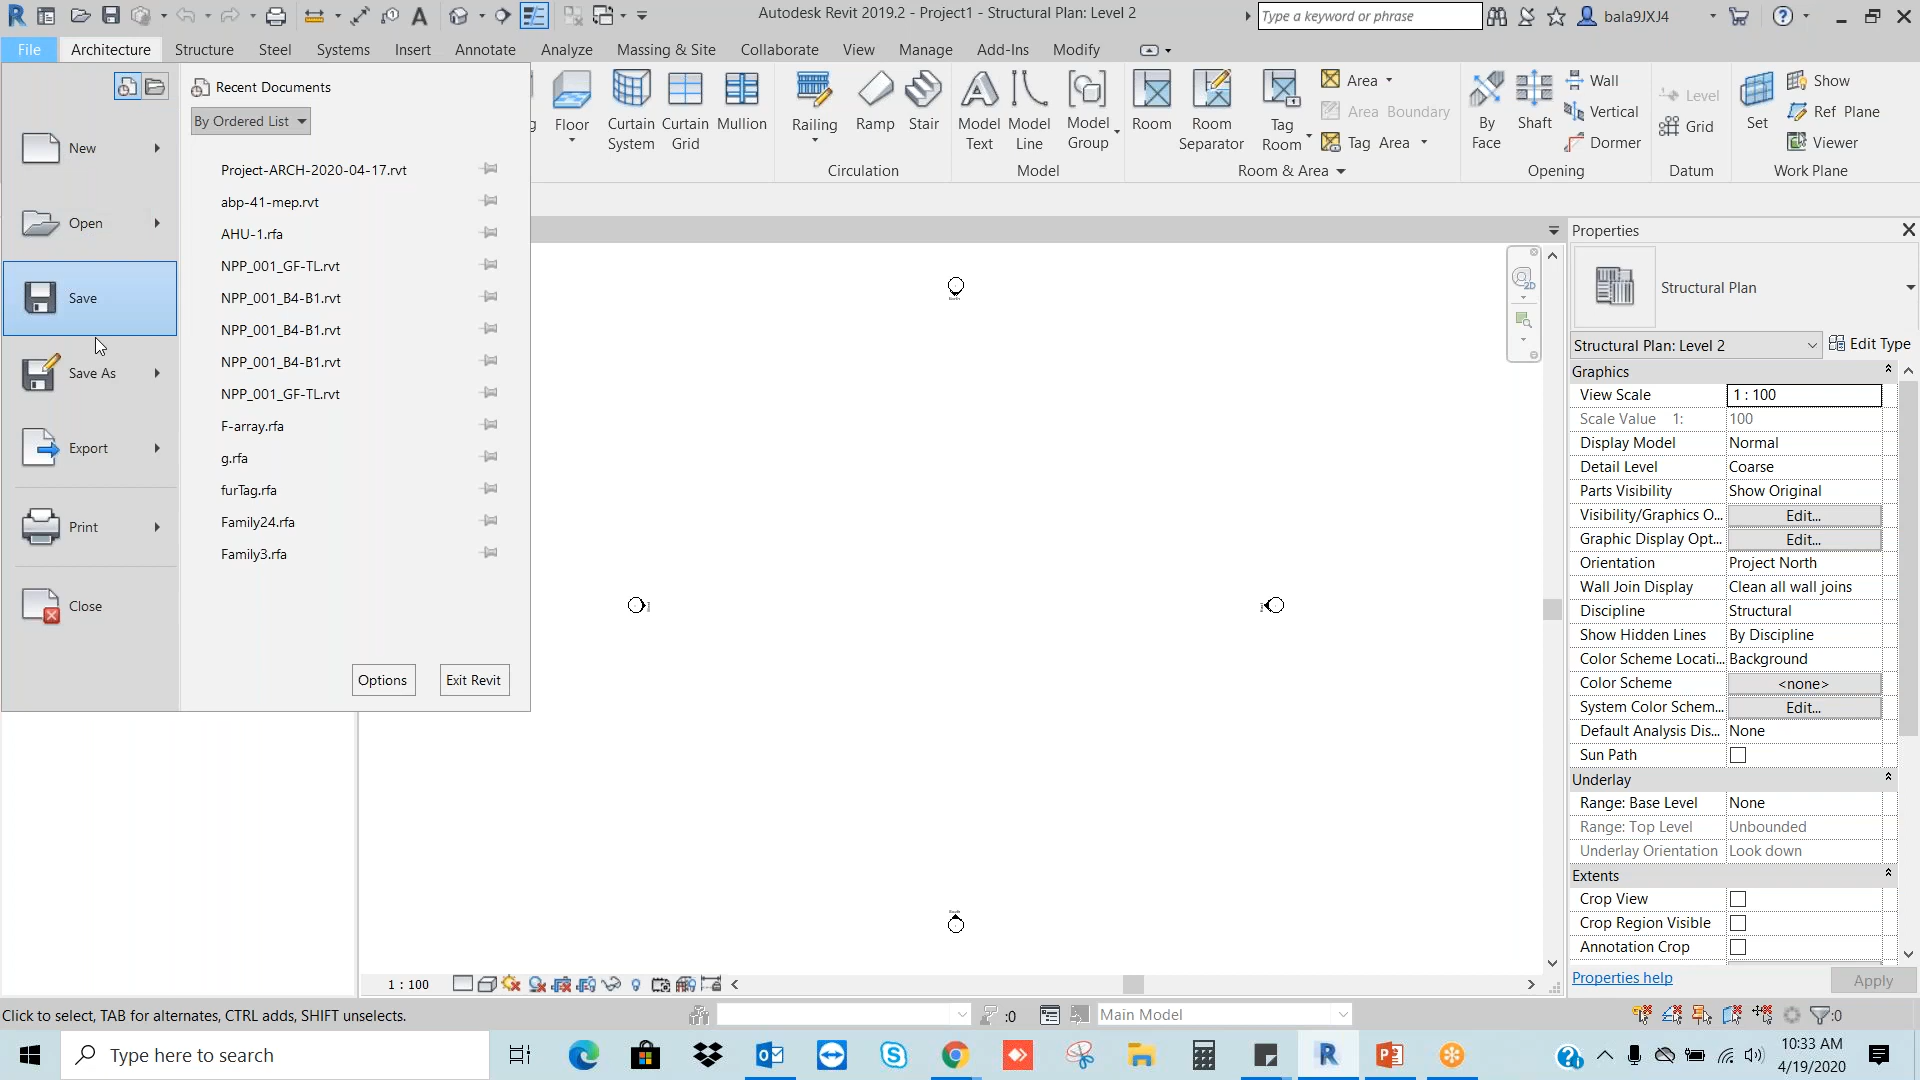 Autodesk Revit 2019.2 - Project1 - Structural Plan: Level 2
Type a keyword or phrase
bala9JXJ4
File Architecture Structure Steel Systems Insert Annotate Analyze Massing & Site Collaborate View Manage Add-Ins Modify
Recent Documents
By Ordered List
New
Open
Save
Save As
Export
Print
Close
Project-ARCH-2020-04-17.rvt
abp-41-mep.rvt
AHU-1.rfa
NPP_001_GF-TL.rvt
NPP_001_B4-B1.rvt
NPP_001_B4-B1.rvt
NPP_001_B4-B1.rvt
NPP_001_GF-TL.rvt
F-array.rfa
g.rfa
furTag.rfa
Family24.rfa
Family3.rfa
Options
Exit Revit
Floor
Curtain System
Curtain Grid
Mullion
Railing
Ramp
Stair
Circulation
Model Text
Model Line
Model Group
Model
Room
Room Separator
Tag Room
Area
Area Boundary
Tag Area
Room & Area
By Face
Shaft
Wall
Vertical
Dormer
Opening
Level
Grid
Datum
Set
Show
Ref Plane
Viewer
Work Plane
2D
Properties
Structural Plan
Structural Plan: Level 2
Edit Type
Graphics
View Scale 1 : 100
Scale Value 1: 100
Display Model Normal
Detail Level Coarse
Parts Visibility Show Original
Visibility/Graphics O... Edit...
Graphic Display Opt... Edit...
Orientation Project North
Wall Join Display Clean all wall joins
Discipline Structural
Show Hidden Lines By Discipline
Color Scheme Locati... Background
Color Scheme <none>
System Color Schem... Edit...
Default Analysis Dis... None
Sun Path
Underlay
Range: Base Level None
Range: Top Level Unbounded
Underlay Orientation Look down
Extents
Crop View
Crop Region Visible
Annotation Crop
Properties help
Apply
1 : 100
Click to select, TAB for alternates, CTRL adds, SHIFT unselects.
:0
Main Model
:0
Type here to search
10:33 AM
4/19/2020